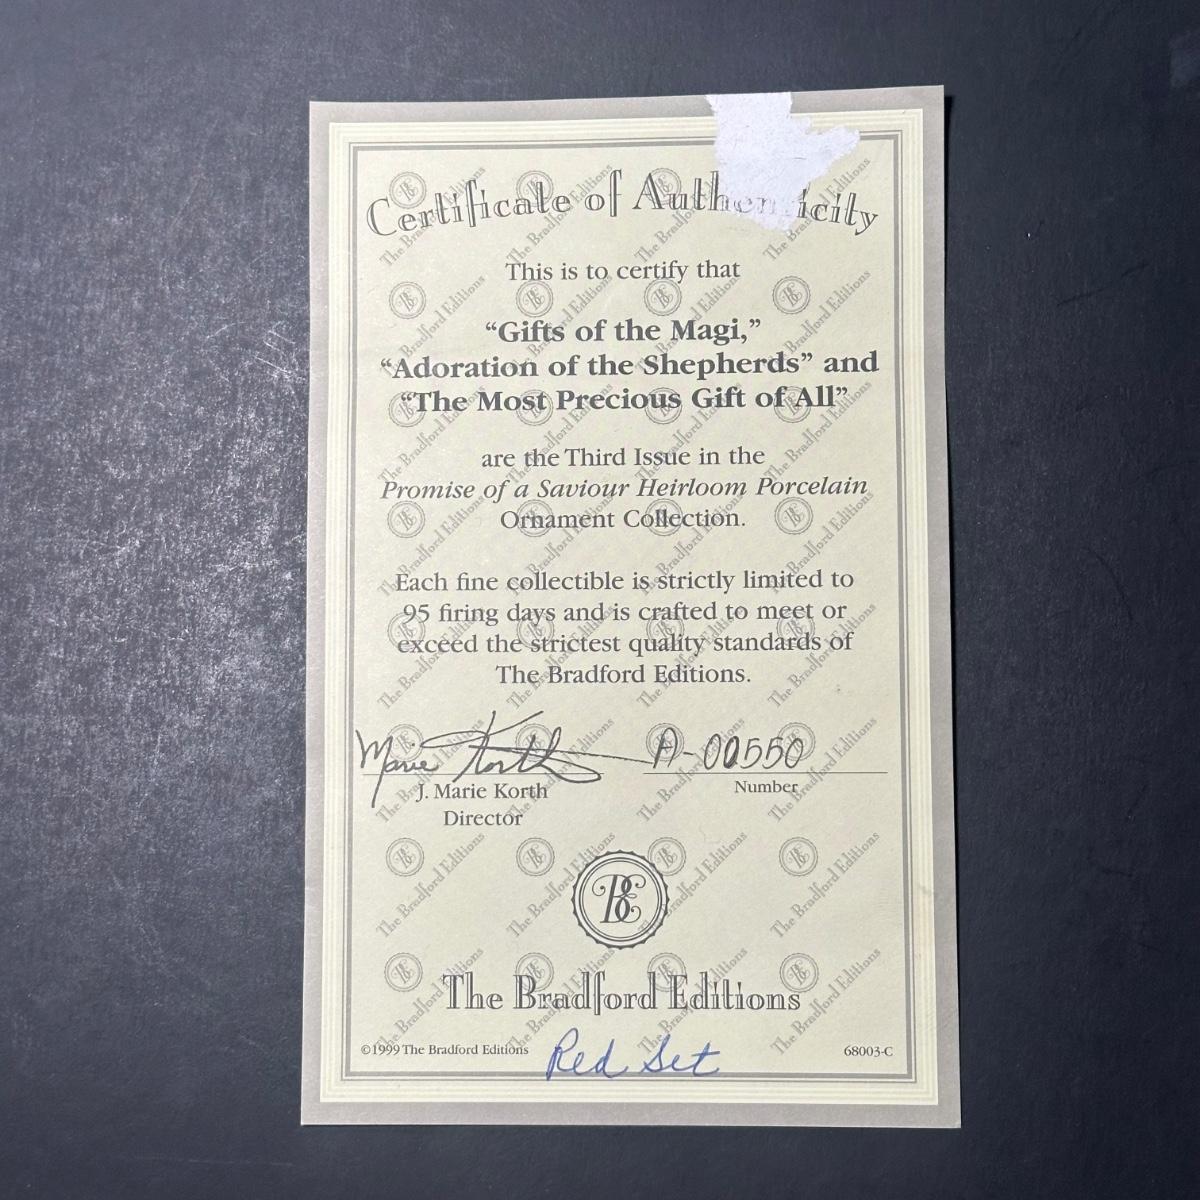 Certificate of Authenticity
This is to certify that
“Gifts of the Magi,”
“Adoration of the Shepherds” and
“The Most Precious Gift of All”
are the Third Issue in the
Promise of a Saviour Heirloom Porcelain
Ornament Collection.
Each fine collectible is strictly limited to
95 firing days and is crafted to meet or
exceed the strictest quality standards of
The Bradford Editions.
Marie Korth A-00550
J. Marie Korth Number
Director
BE
The Bradford Editions
©1999 The Bradford Editions Red Set 68003-C